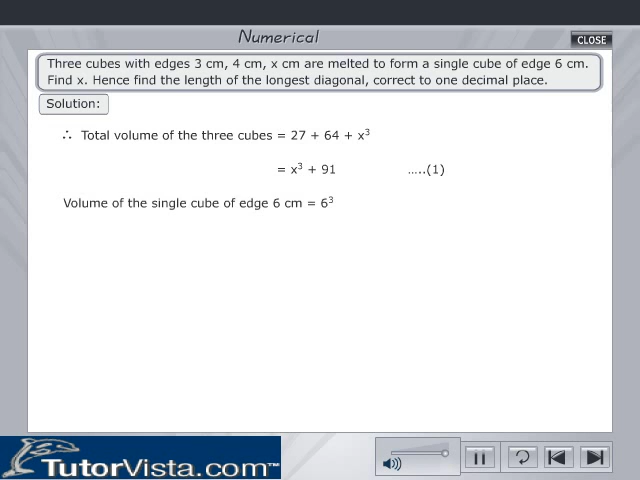 Numerical
CLOSE
Three cubes with edges 3 cm, 4 cm, x cm are melted to form a single cube of edge 6 cm.
Find x. Hence find the length of the longest diagonal, correct to one decimal place.
Solution:
∴ Total volume of the three cubes = 27 + 64 + x³
= x³ + 91 .....(1)
Volume of the single cube of edge 6 cm = 6³
TutorVista.com™